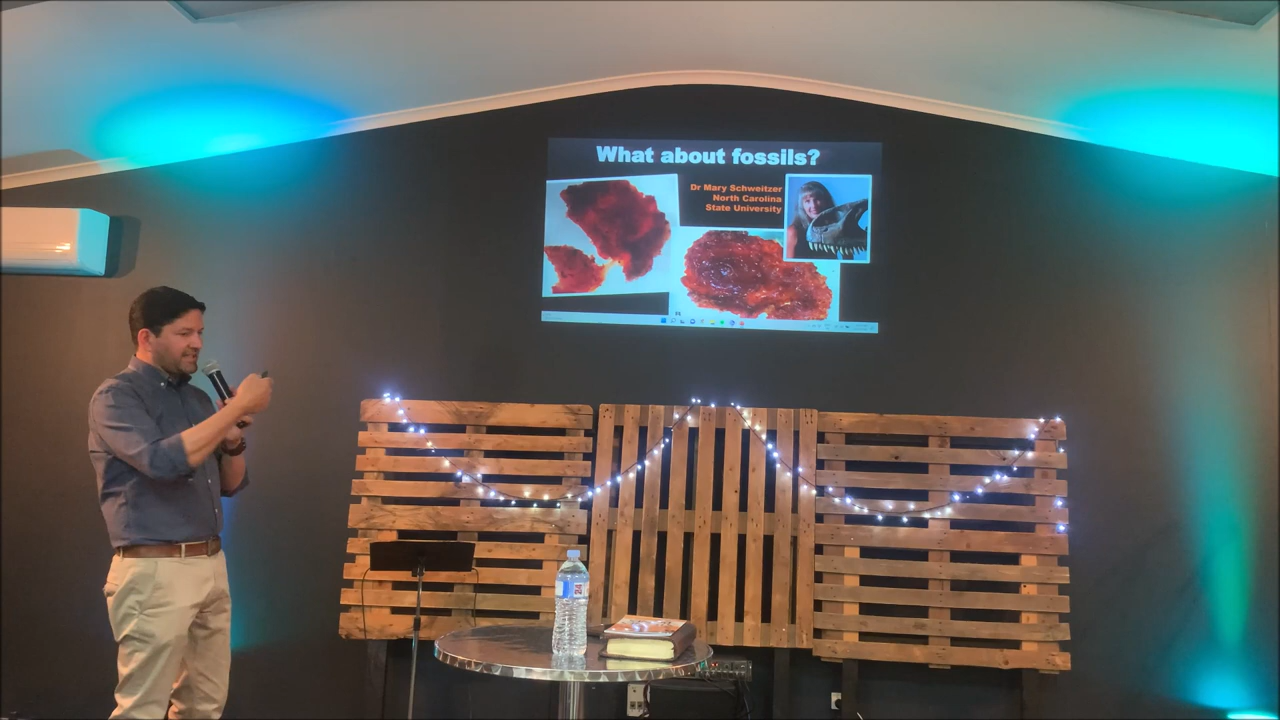 What about fossils?
Dr Mary Schweitzer
North Carolina
State University